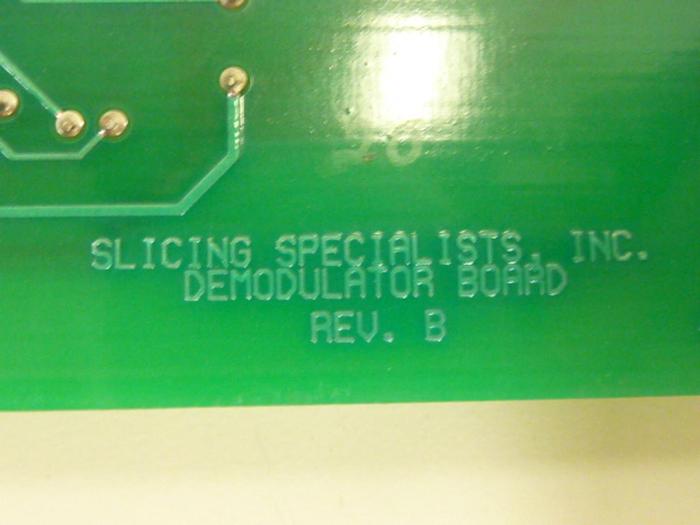 SLICING SPECIALISTS, INC.
DEMODULATOR BOARD
REV. B